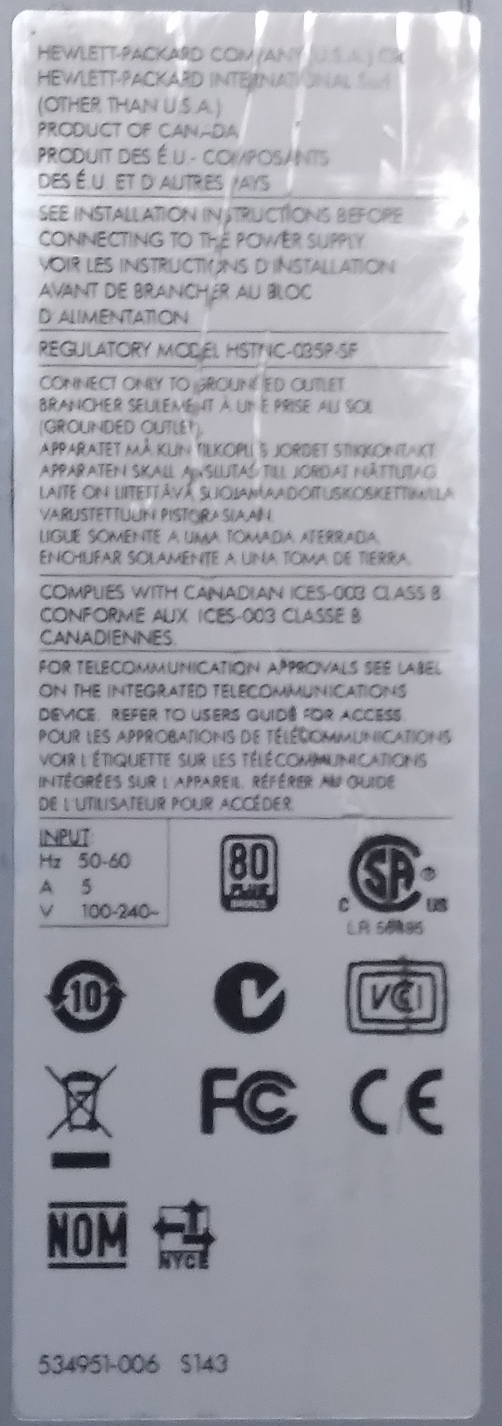 HEWLETT-PACKARD COMPANY (U.S.A.) OR
HEWLETT-PACKARD INTERNATIONAL Sarl
(OTHER THAN U.S.A.)
PRODUCT OF CANADA
PRODUIT DES É.U.- COMPOSANTS
DES É.U. ET D'AUTRES PAYS
SEE INSTALLATION INSTRUCTIONS BEFORE
CONNECTING TO THE POWER SUPPLY.
VOIR LES INSTRUCTIONS D'INSTALLATION
AVANT DE BRANCHER AU BLOC
D'ALIMENTATION
REGULATORY MODEL HSTNC-035P-SF
CONNECT ONLY TO GROUNDED OUTLET
BRANCHER SEULEMENT À UNE PRISE AU SOL
(GROUNDED OUTLET).
APPARATET MÅ KUN TILKOPLES JORDET STIKKONTAKT.
APPARATEN SKALL ANSLUTAS TILL JORDAT NÄTTUTAG.
LAITE ON LIITETTÄVÄ SUOJAMAADOITUSKOSKETTIMILLA
VARUSTETTUUN PISTORASIAAN.
LIGUE SOMENTE A UMA TOMADA ATERRADA.
ENCHUFAR SOLAMENTE A UNA TOMA DE TIERRA.
COMPLIES WITH CANADIAN ICES-003 CLASS B
CONFORME AUX ICES-003 CLASSE B
CANADIENNES.
FOR TELECOMMUNICATION APPROVALS SEE LABEL
ON THE INTEGRATED TELECOMMUNICATIONS
DEVICE. REFER TO USERS GUIDE FOR ACCESS.
POUR LES APPROBATIONS DE TÉLÉCOMMUNICATIONS
VOIR L'ÉTIQUETTE SUR LES TÉLÉCOMMUNICATIONS
INTÉGRÉES SUR L'APPAREIL. RÉFÉRER AU GUIDE
DE L'UTILISATEUR POUR ACCÉDER.
INPUT
Hz 50-60
A 5
V 100-240~
80
PLUS
BRONZE
SA ®
C US
LR
10
VCI
FC CE
NOM NYCE
534951-006 S143